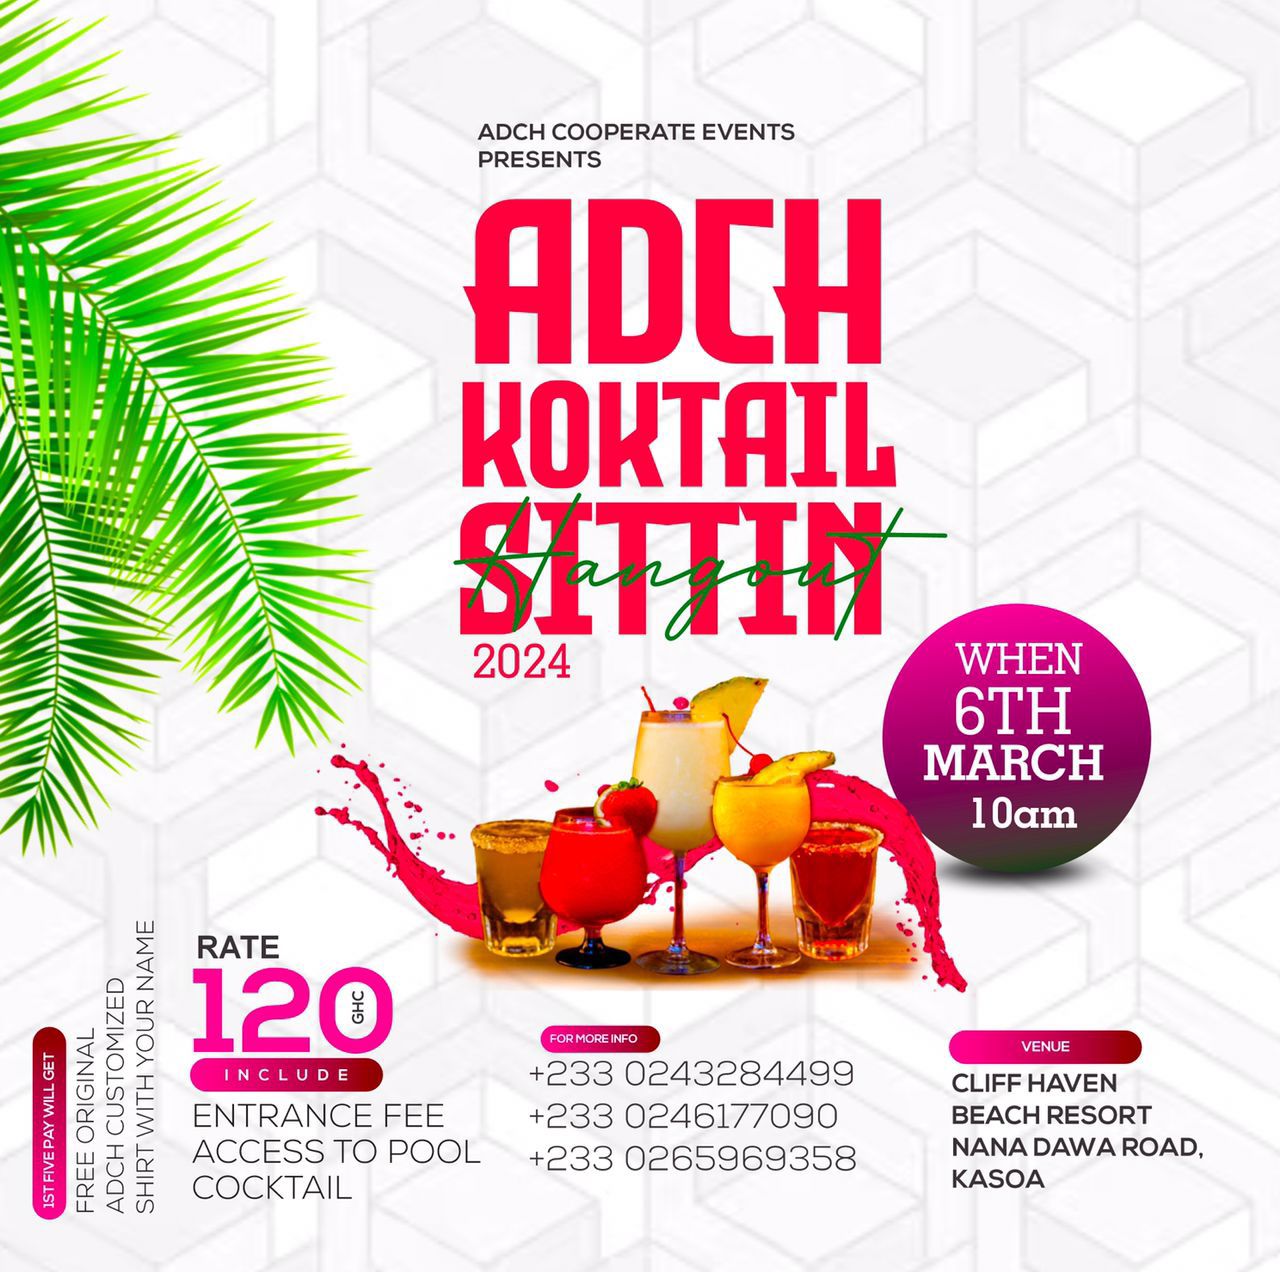 ADCH COOPERATE EVENTS
PRESENTS
ADCH
KOKTAIL
SITTIN
Hangout
2024
WHEN
6TH
MARCH
10am
RATE
120
GHC
INCLUDE
ENTRANCE FEE
ACCESS TO POOL
COCKTAIL
1ST FIVE PAY WILL GET
FREE ORIGINAL
ADCH CUSTOMIZED
SHIRT WITH YOUR NAME
FOR MORE INFO
+233 0243284499
+233 0246177090
+233 0265969358
VENUE
CLIFF HAVEN
BEACH RESORT
NANA DAWA ROAD,
KASOA